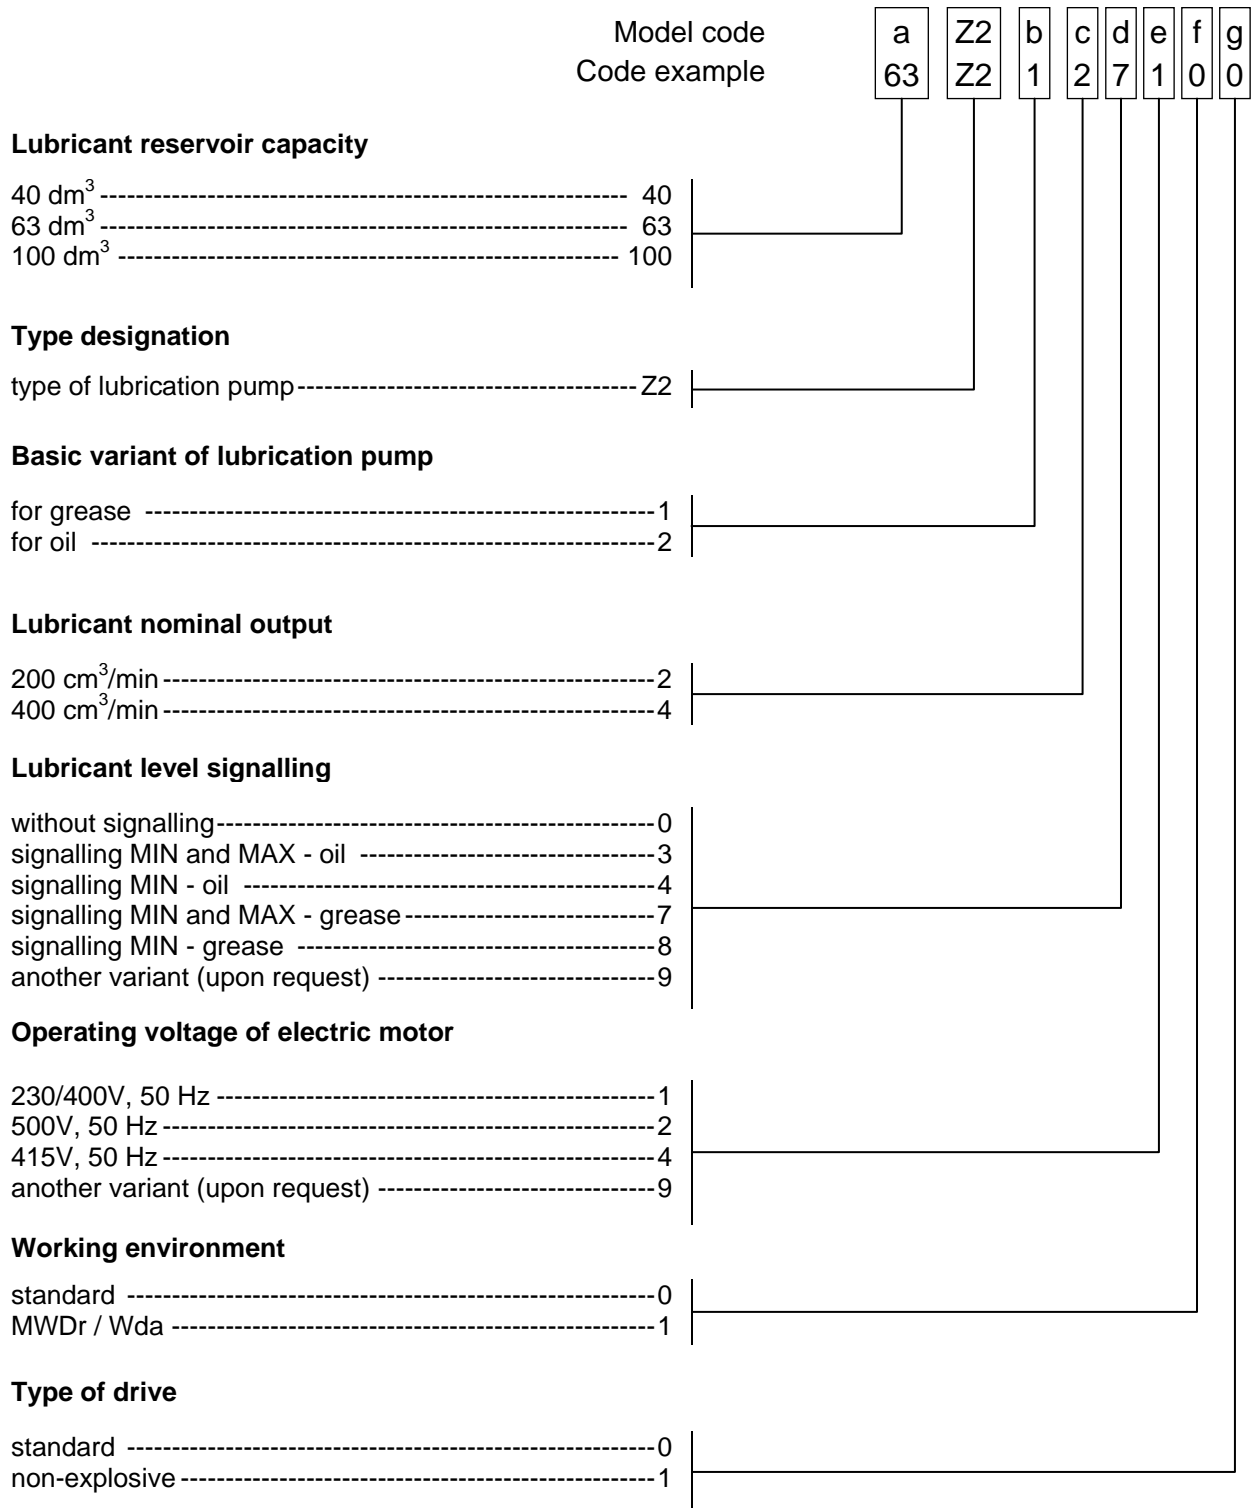 Model code a Z2 b c d e f g
Code example 63 Z2 1 2 7 1 0 0
Lubricant reservoir capacity
40 dm³ ---------------------------------------------------------- 40
63 dm³ ---------------------------------------------------------- 63
100 dm³ -------------------------------------------------------- 100
Type designation
type of lubrication pump-------------------------------------- Z2
Basic variant of lubrication pump
for grease --------------------------------------------------------1
for oil --------------------------------------------------------------2
Lubricant nominal output
200 cm³/min------------------------------------------------------2
400 cm³/min------------------------------------------------------4
Lubricant level signalling
without signalling------------------------------------------------0
signalling MIN and MAX - oil --------------------------------3
signalling MIN - oil ---------------------------------------------4
signalling MIN and MAX - grease---------------------------7
signalling MIN - grease ---------------------------------------8
another variant (upon request) ------------------------------9
Operating voltage of electric motor
230/400V, 50 Hz ------------------------------------------------1
500V, 50 Hz ------------------------------------------------------2
415V, 50 Hz ------------------------------------------------------4
another variant (upon request) ------------------------------9
Working environment
standard ----------------------------------------------------------0
MWDr / Wda -----------------------------------------------------1
Type of drive
standard ----------------------------------------------------------0
non-explosive----------------------------------------------------1